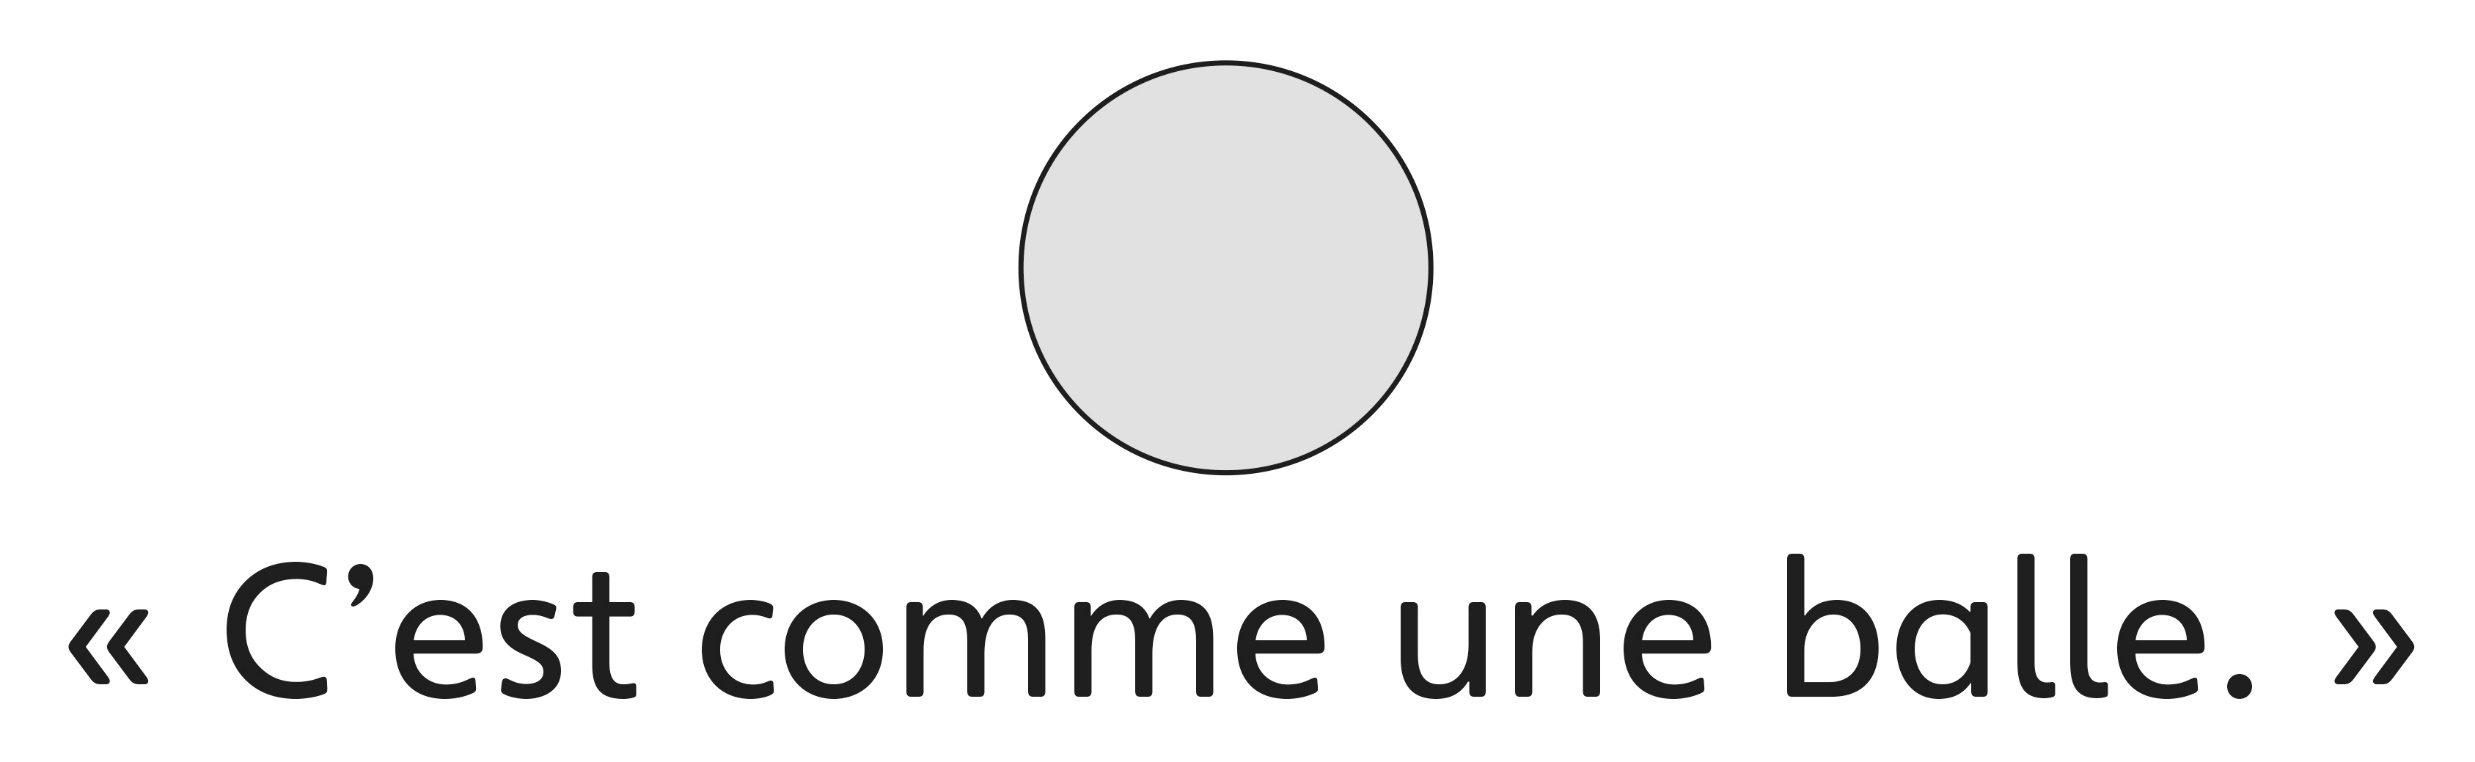 « C’est comme une balle. »